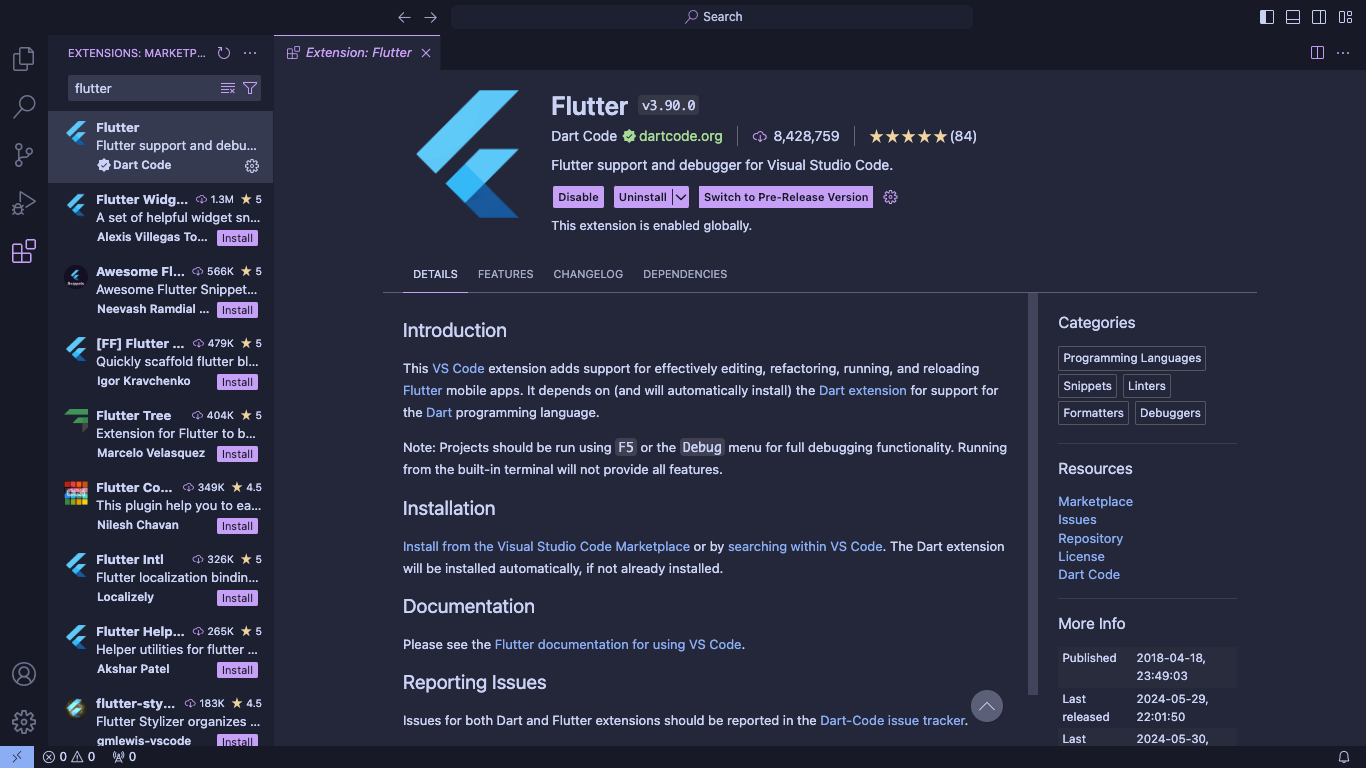 Search
EXTENSIONS: MARKETP...
Extension: Flutter
flutter
Flutter
Flutter support and debu...
Dart Code
Flutter Widg... 1.3M 5
A set of helpful widget sn...
Alexis Villegas To... Install
Awesome Fl... 566K 5
Awesome Flutter Snippet...
Neevash Ramdial ... Install
[FF] Flutter ... 479K 5
Quickly scaffold flutter bl...
Igor Kravchenko Install
Flutter Tree 404K 5
Extension for Flutter to b...
Marcelo Velasquez Install
Flutter Co... 349K 4.5
This plugin help you to ea...
Nilesh Chavan Install
Flutter Intl 326K 5
Flutter localization bindin...
Localizely Install
Flutter Help... 265K 5
Helper utilities for flutter ...
Akshar Patel Install
flutter-sty... 183K 4.5
Flutter Stylizer organizes ...
gmlewis-vscode Install
Flutter v3.90.0
Dart Code dartcode.org 8,428,759 (84)
Flutter support and debugger for Visual Studio Code.
Disable Uninstall Switch to Pre-Release Version
This extension is enabled globally.
DETAILS FEATURES CHANGELOG DEPENDENCIES
Introduction
This VS Code extension adds support for effectively editing, refactoring, running, and reloading
Flutter mobile apps. It depends on (and will automatically install) the Dart extension for support for
the Dart programming language.
Note: Projects should be run using F5 or the Debug menu for full debugging functionality. Running
from the built-in terminal will not provide all features.
Installation
Install from the Visual Studio Code Marketplace or by searching within VS Code. The Dart extension
will be installed automatically, if not already installed.
Documentation
Please see the Flutter documentation for using VS Code.
Reporting Issues
Issues for both Dart and Flutter extensions should be reported in the Dart-Code issue tracker.
Categories
Programming Languages
Snippets Linters
Formatters Debuggers
Resources
Marketplace
Issues
Repository
License
Dart Code
More Info
Published 2018-04-18,
23:49:03
Last 2024-05-29,
released 22:01:50
Last 2024-05-30,
0 0 0